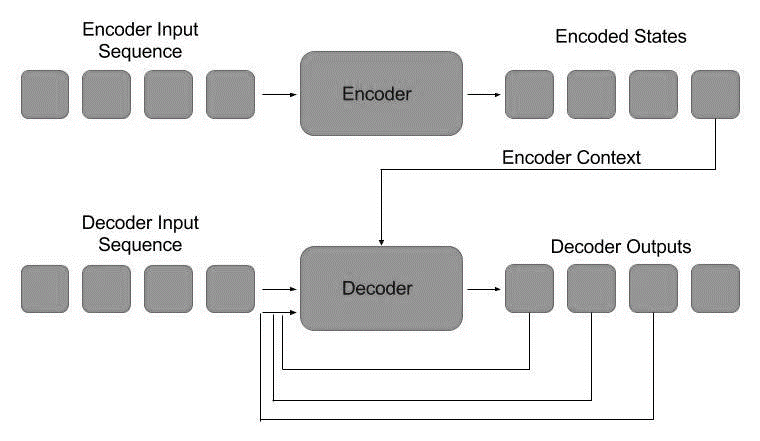 Encoder Input
Sequence
Encoded States
Encoder
Encoder Context
Decoder Input
Sequence
Decoder Outputs
Decoder